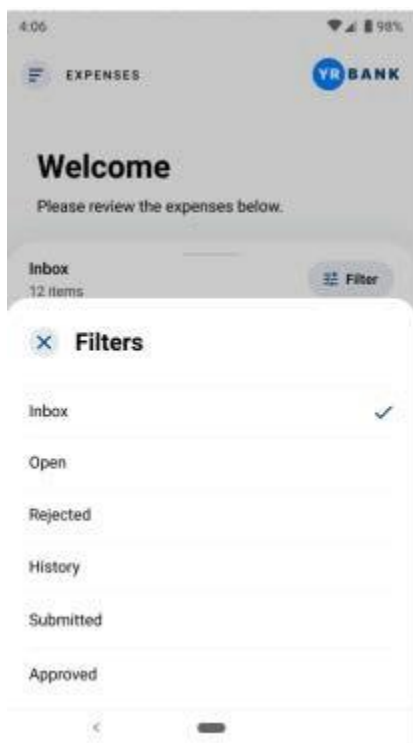 4:06 98%
EXPENSES YR BANK
Welcome
Please review the expenses below.
Inbox
12 items
Filter
Filters
Inbox
Open
Rejected
History
Submitted
Approved